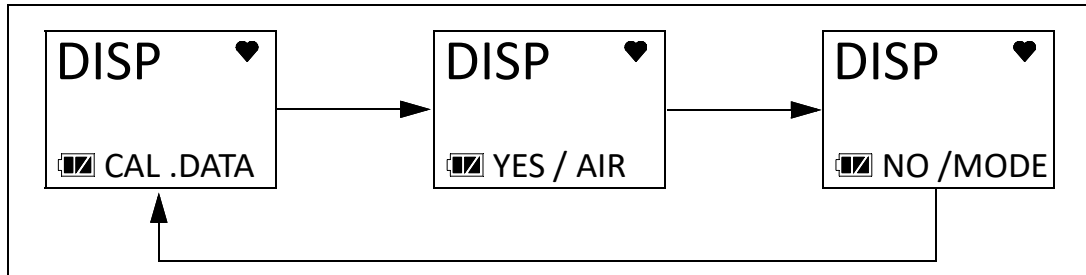 DISP
CAL .DATA
DISP
YES / AIR
DISP
NO /MODE